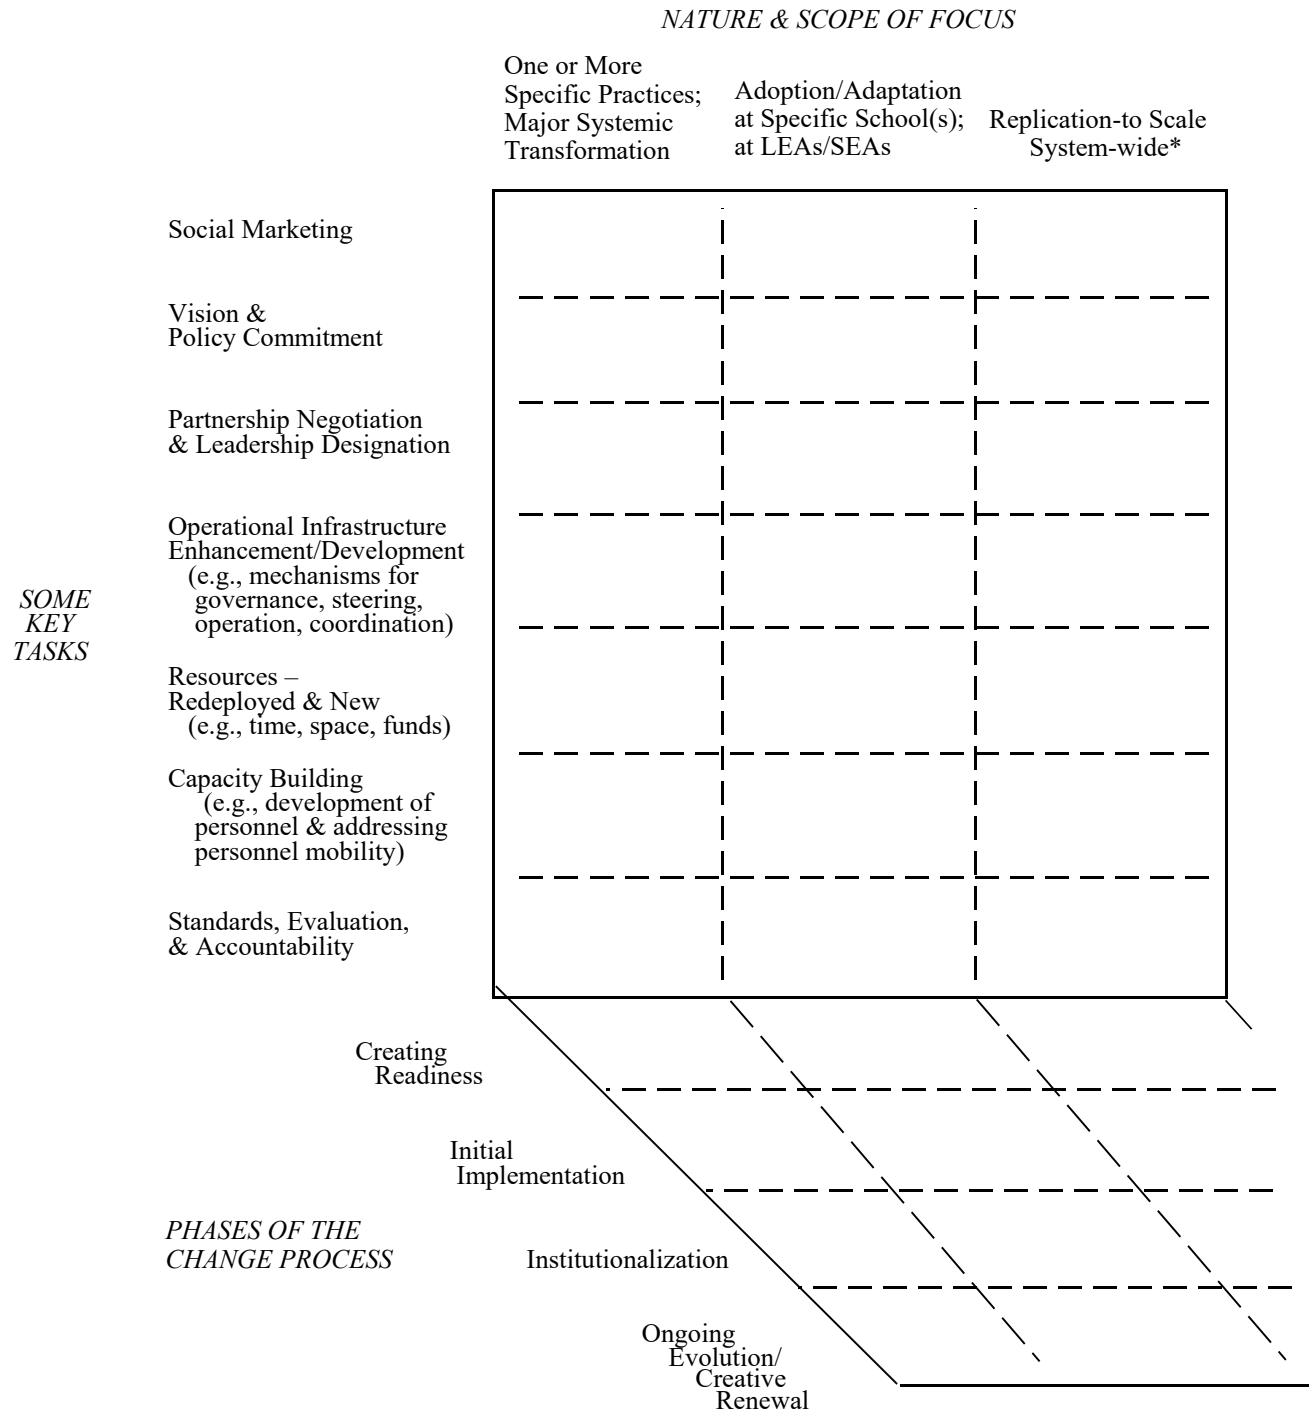 NATURE & SCOPE OF FOCUS
One or More
Specific Practices;
Major Systemic
Transformation
Adoption/Adaptation
at Specific School(s);
at LEAs/SEAs
Replication-to Scale
System-wide*
Social Marketing
Vision &
Policy Commitment
Partnership Negotiation
& Leadership Designation
Operational Infrastructure
Enhancement/Development
(e.g., mechanisms for
governance, steering,
operation, coordination)
SOME
KEY
TASKS
Resources –
Redeployed & New
(e.g., time, space, funds)
Capacity Building
(e.g., development of
personnel & addressing
personnel mobility)
Standards, Evaluation,
& Accountability
Creating
Readiness
Initial
Implementation
PHASES OF THE
CHANGE PROCESS
Institutionalization
Ongoing
Evolution/
Creative
Renewal